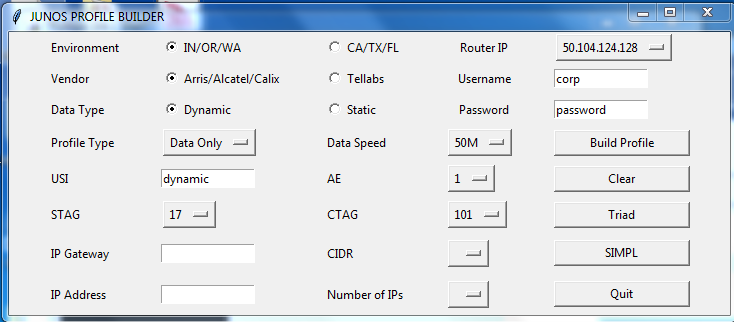 JUNOS PROFILE BUILDER
Environment IN/OR/WA CA/TX/FL Router IP 50.104.124.128
Vendor Arris/Alcatel/Calix Tellabs Username corp
Data Type Dynamic Static Password password
Profile Type Data Only Data Speed 50M Build Profile
USI dynamic AE 1 Clear
STAG 17 CTAG 101 Triad
IP Gateway CIDR SIMPL
IP Address Number of IPs Quit